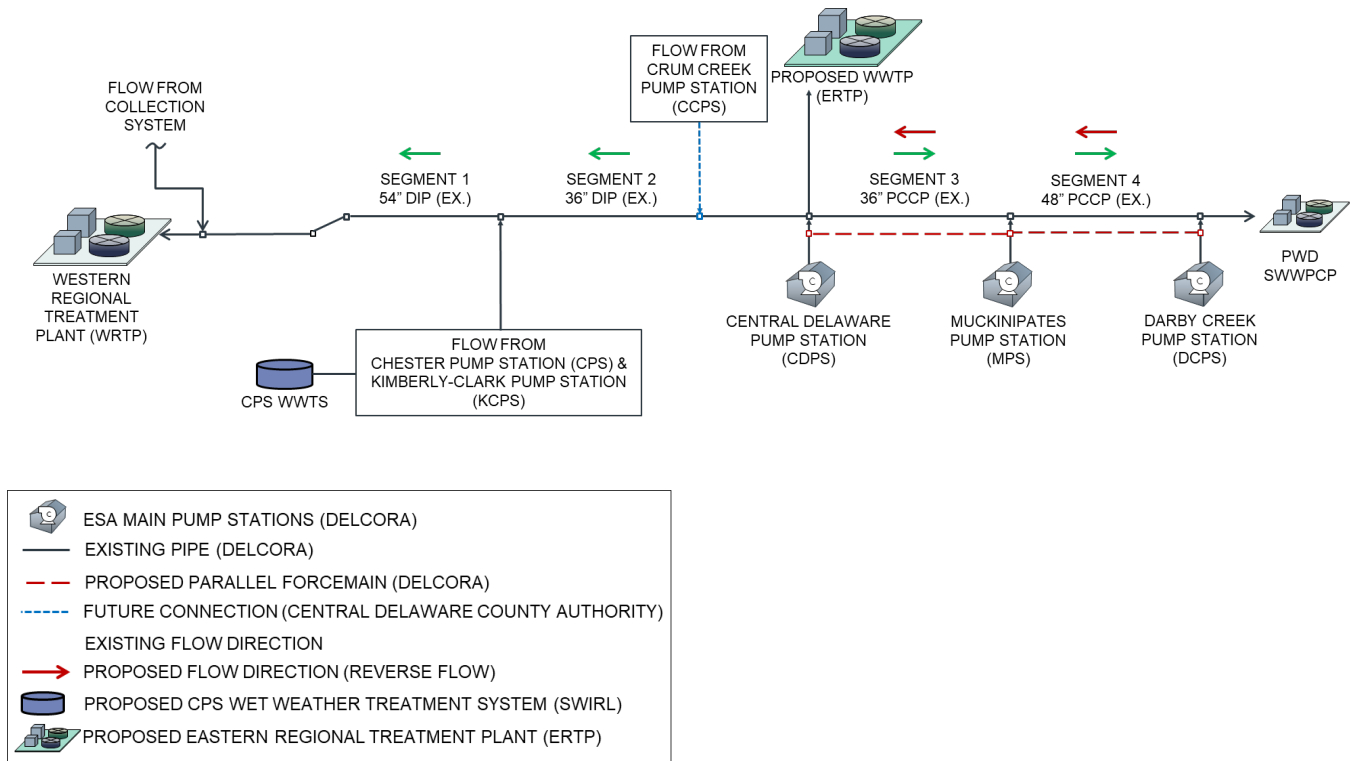 FLOW FROM
COLLECTION
SYSTEM
FLOW FROM
CRUM CREEK
PUMP STATION
(CCPS)
PROPOSED WWTP
(ERTP)
SEGMENT 1
54” DIP (EX.)
SEGMENT 2
36” DIP (EX.)
SEGMENT 3
36” PCCP (EX.)
SEGMENT 4
48” PCCP (EX.)
WESTERN
REGIONAL
TREATMENT
PLANT (WRTP)
PWD
SWWPCP
CENTRAL DELAWARE
PUMP STATION
(CDPS)
MUCKINIPATES
PUMP STATION
(MPS)
DARBY CREEK
PUMP STATION
(DCPS)
FLOW FROM
CHESTER PUMP STATION (CPS) &
KIMBERLY-CLARK PUMP STATION
(KCPS)
CPS WWTS
ESA MAIN PUMP STATIONS (DELCORA)
EXISTING PIPE (DELCORA)
PROPOSED PARALLEL FORCEMAIN (DELCORA)
FUTURE CONNECTION (CENTRAL DELAWARE COUNTY AUTHORITY)
EXISTING FLOW DIRECTION
PROPOSED FLOW DIRECTION (REVERSE FLOW)
PROPOSED CPS WET WEATHER TREATMENT SYSTEM (SWIRL)
PROPOSED EASTERN REGIONAL TREATMENT PLANT (ERTP)